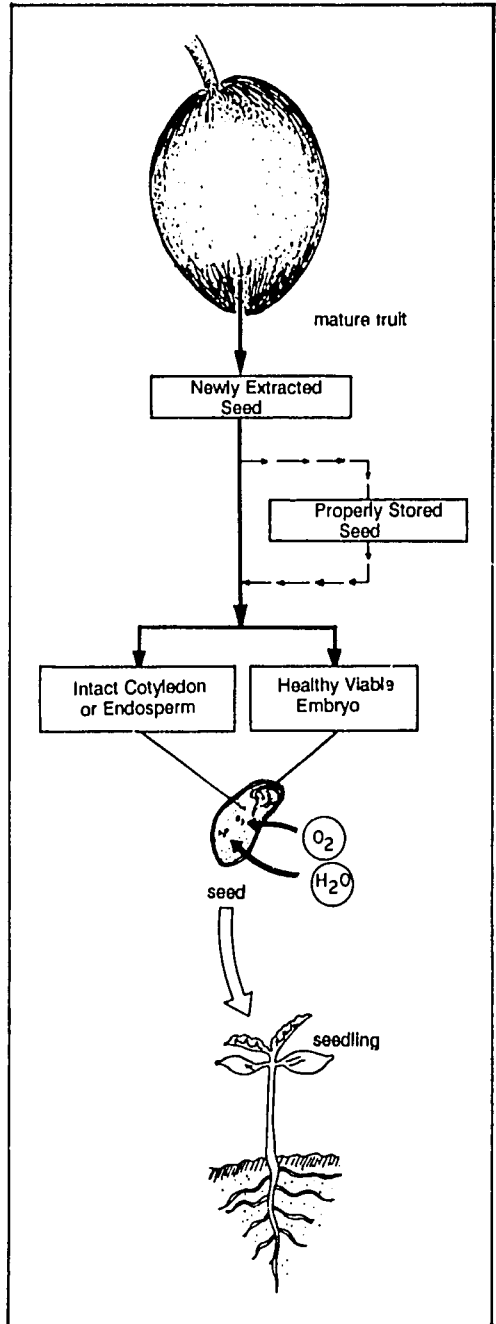 mature fruit
Newly Extracted
Seed
Properly Stored
Seed
Intact Cotyledon
or Endosperm
Healthy Viable
Embryo
O2
H2O
seed
seedling